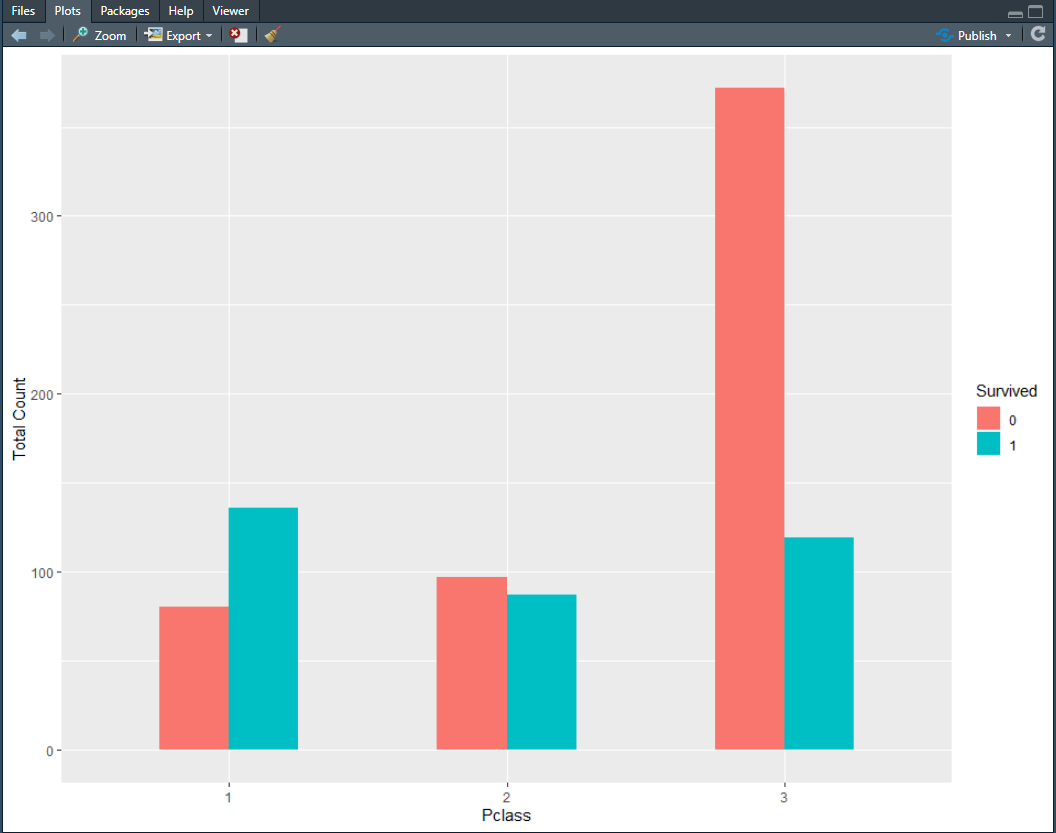 Files Plots Packages Help Viewer
Zoom Export Publish
300
200
100
0
Total Count
1 2 3
Pclass
Survived
0
1